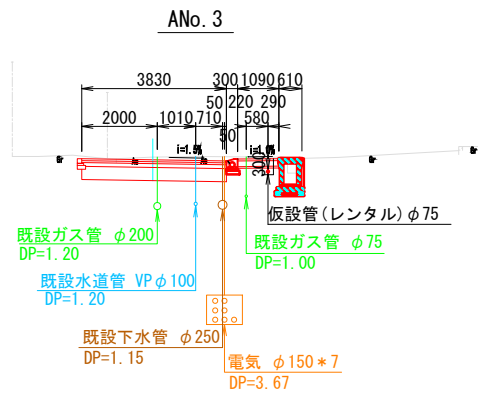 ANo. 3
3830 300 1090 610
50 220 290
2000 1010 710 580
50
i=1.5%
300
仮設管(レンタル)φ75
既設ガス管 φ200
DP=1.20
既設ガス管 φ75
DP=1.00
既設水道管 VPφ100
DP=1.20
既設下水管 φ250
DP=1.15
電気 φ150*7
DP=3.67